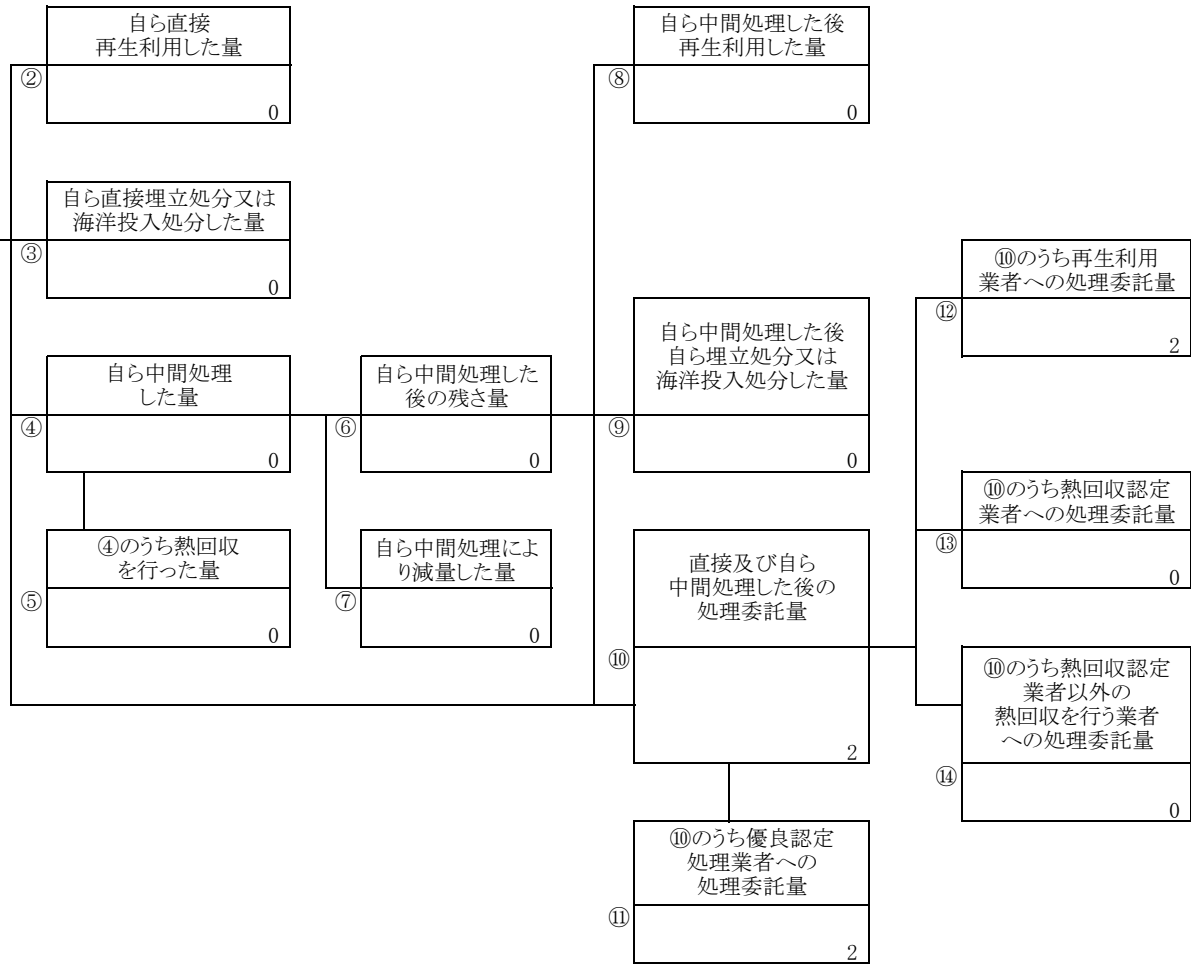 自ら直接
再生利用した量
②
0
自ら直接埋立処分又は
海洋投入処分した量
③
0
自ら中間処理
した量
④
0
④のうち熱回収
を行った量
⑤
0
自ら中間処理した
後の残さ量
⑥
0
自ら中間処理によ
り減量した量
⑦
0
自ら中間処理した後
再生利用した量
⑧
0
自ら中間処理した後
自ら埋立処分又は
海洋投入処分した量
⑨
0
直接及び自ら
中間処理した後の
処理委託量
⑩
2
⑩のうち優良認定
処理業者への
処理委託量
⑪
2
⑩のうち再生利用
業者への処理委託量
⑫
2
⑩のうち熱回収認定
業者への処理委託量
⑬
0
⑩のうち熱回収認定
業者以外の
熱回収を行う業者
への処理委託量
⑭
0